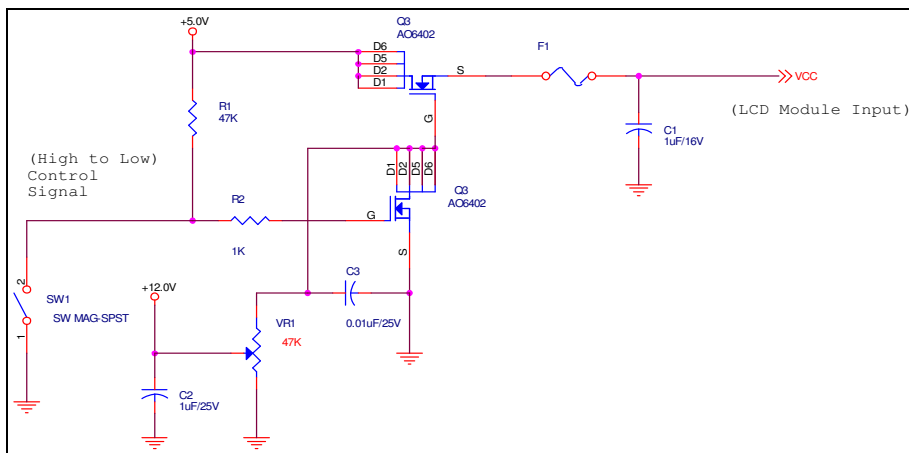 +5.0V
Q3
AO6402
D6
D5
D2
D1
S
G
F1
VCC
(LCD Module Input)
C1
1uF/16V
R1
47K
(High to Low)
Control
Signal
R2
1K
G
D1
D2
D5
D6
Q3
AO6402
S
2
SW1
SW MAG-SPST
1
+12.0V
C3
0.01uF/25V
VR1
47K
C2
1uF/25V